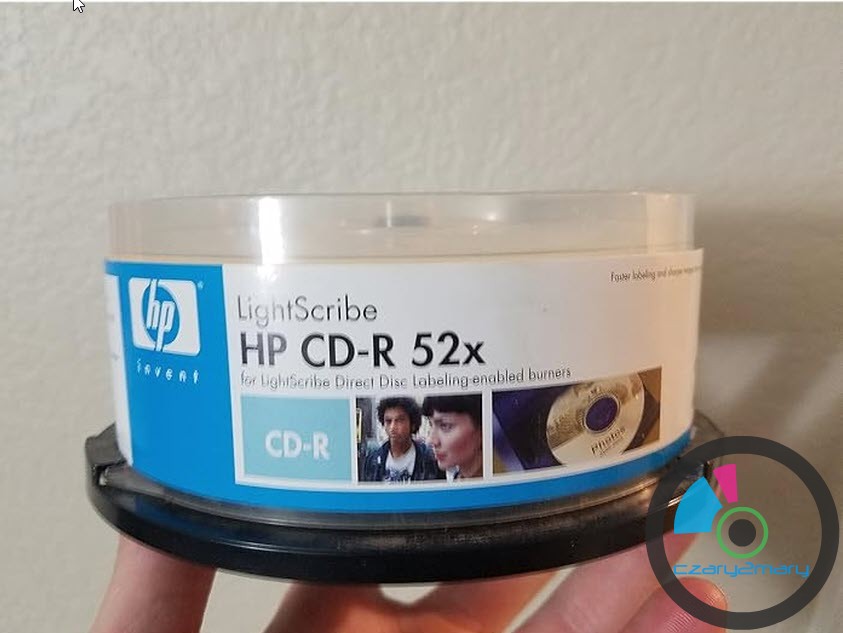 Faster labeling and sharper
hp
®
invent
LightScribe
HP CD-R 52x
for LightScribe Direct Disc Labeling-enabled burners
CD-R
Photos
czary2mary